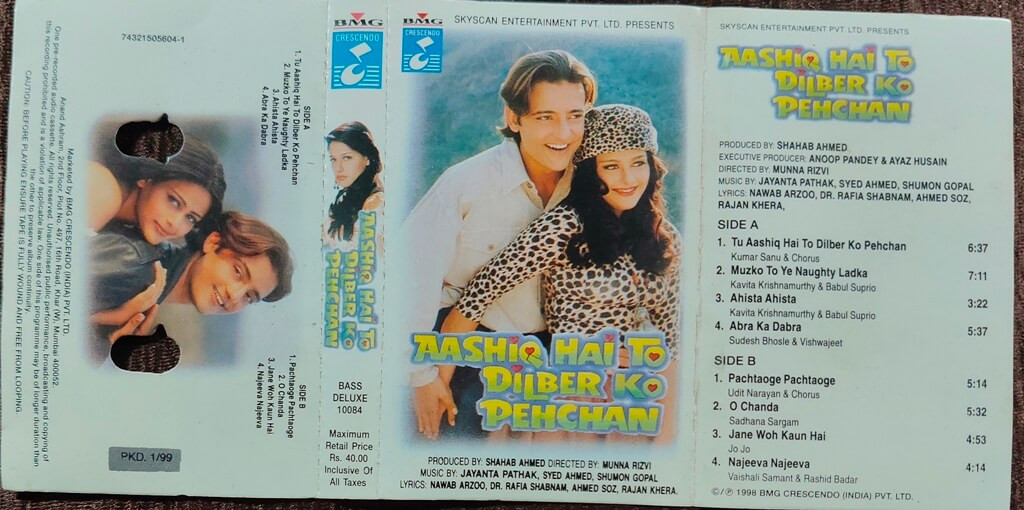 74321505604-1
SIDE A
1. Tu Aashiq Hai To Dilber Ko Pehchan
2. Muzko To Ye Naughty Ladka
3. Ahista Ahista
4. Abra Ka Dabra
SIDE B
1. Pachtaoge Pachtaoge
2. O Chanda
3. Jane Woh Kaun Hai
4. Najeeva Najeeva
Marketed by BMG CRESCENDO (INDIA) PVT. LTD.
Anand Ashram, 2nd Floor, Plot No. 497, 16th Road, Khar (W), Mumbai 400052.
One pre-recorded audio cassette. All rights reserved. Unauthorised public performance, broadcasting and copying of
this recording prohibited and is a violation of applicable law. One side of this programme may be of longer duration than
the other to preserve album continuity.
CAUTION: BEFORE PLAYING ENSURE TAPE IS FULLY WOUND AND FREE FROM LOOPING.
PKD. 1/99
BMG
CRESCENDO
AASHIQ HAI TO
DILBER KO
PEHCHAN
BASS
DELUXE
10084
Maximum
Retail Price
Rs. 40.00
Inclusive Of
All Taxes
BMG
CRESCENDO
SKYSCAN ENTERTAINMENT PVT. LTD. PRESENTS
AASHIQ HAI TO
DILBER KO
PEHCHAN
PRODUCED BY: SHAHAB AHMED DIRECTED BY: MUNNA RIZVI
MUSIC BY: JAYANTA PATHAK, SYED AHMED, SHUMON GOPAL
LYRICS: NAWAB ARZOO, DR. RAFIA SHABNAM, AHMED SOZ, RAJAN KHERA.
SKYSCAN ENTERTAINMENT PVT. LTD. PRESENTS
AASHIQ HAI TO
DILBER KO
PEHCHAN
PRODUCED BY: SHAHAB AHMED
EXECUTIVE PRODUCER: ANOOP PANDEY & AYAZ HUSAIN
DIRECTED BY: MUNNA RIZVI
MUSIC BY: JAYANTA PATHAK, SYED AHMED, SHUMON GOPAL
LYRICS: NAWAB ARZOO, DR. RAFIA SHABNAM, AHMED SOZ,
RAJAN KHERA,
SIDE A
1. Tu Aashiq Hai To Dilber Ko Pehchan 6:37
Kumar Sanu & Chorus
2. Muzko To Ye Naughty Ladka 7:11
Kavita Krishnamurthy & Babul Suprio
3. Ahista Ahista 3:22
Kavita Krishnamurthy & Babul Suprio
4. Abra Ka Dabra 5:37
Sudesh Bhosle & Vishwajeet
SIDE B
1. Pachtaoge Pachtaoge 5:14
Udit Narayan & Chorus
2. O Chanda 5:32
Sadhana Sargam
3. Jane Woh Kaun Hai 4:53
Jo Jo
4. Najeeva Najeeva 4:14
Vaishali Samant & Rashid Badar
©/℗ 1998 BMG CRESCENDO (INDIA) PVT. LTD.